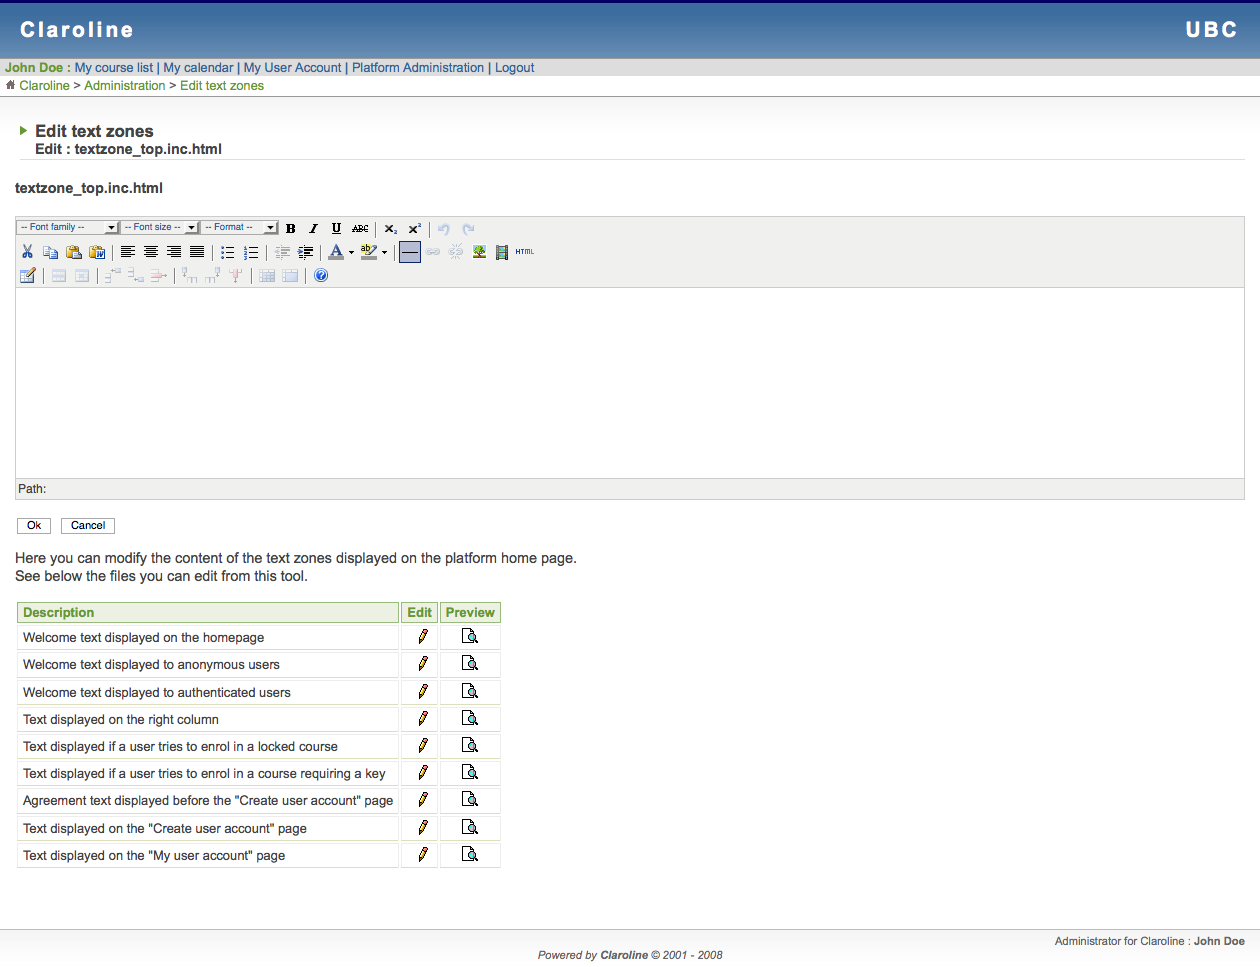 Claroline UBC
John Doe : My course list | My calendar | My User Account | Platform Administration | Logout
Claroline > Administration > Edit text zones
Edit text zones
Edit : textzone_top.inc.html
textzone_top.inc.html
-- Font family -- -- Font size -- -- Format -- B I U ABC x₂ x²
ab HTML
Path:
Ok Cancel
Here you can modify the content of the text zones displayed on the platform home page.
See below the files you can edit from this tool.
Description Edit Preview
Welcome text displayed on the homepage
Welcome text displayed to anonymous users
Welcome text displayed to authenticated users
Text displayed on the right column
Text displayed if a user tries to enrol in a locked course
Text displayed if a user tries to enrol in a course requiring a key
Agreement text displayed before the "Create user account" page
Text displayed on the "Create user account" page
Text displayed on the "My user account" page
Administrator for Claroline : John Doe
Powered by Claroline © 2001 - 2008